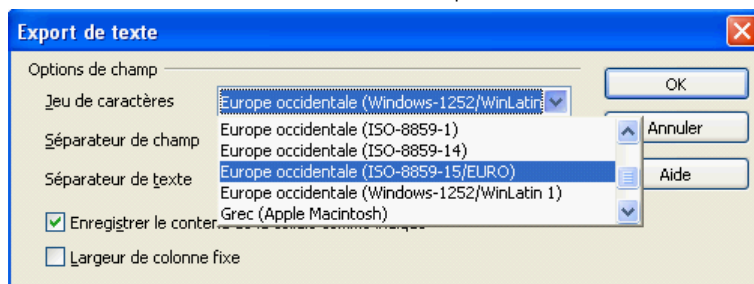 Export de texte
Options de champ
Jeu de caractères
Europe occidentale (Windows-1252/WinLatin
OK
Séparateur de champ
Europe occidentale (ISO-8859-1)
Annuler
Europe occidentale (ISO-8859-14)
Séparateur de texte
Europe occidentale (ISO-8859-15/EURO)
Aide
Europe occidentale (Windows-1252/WinLatin 1)
Grec (Apple Macintosh)
Enregistrer le
Largeur de colonne fixe